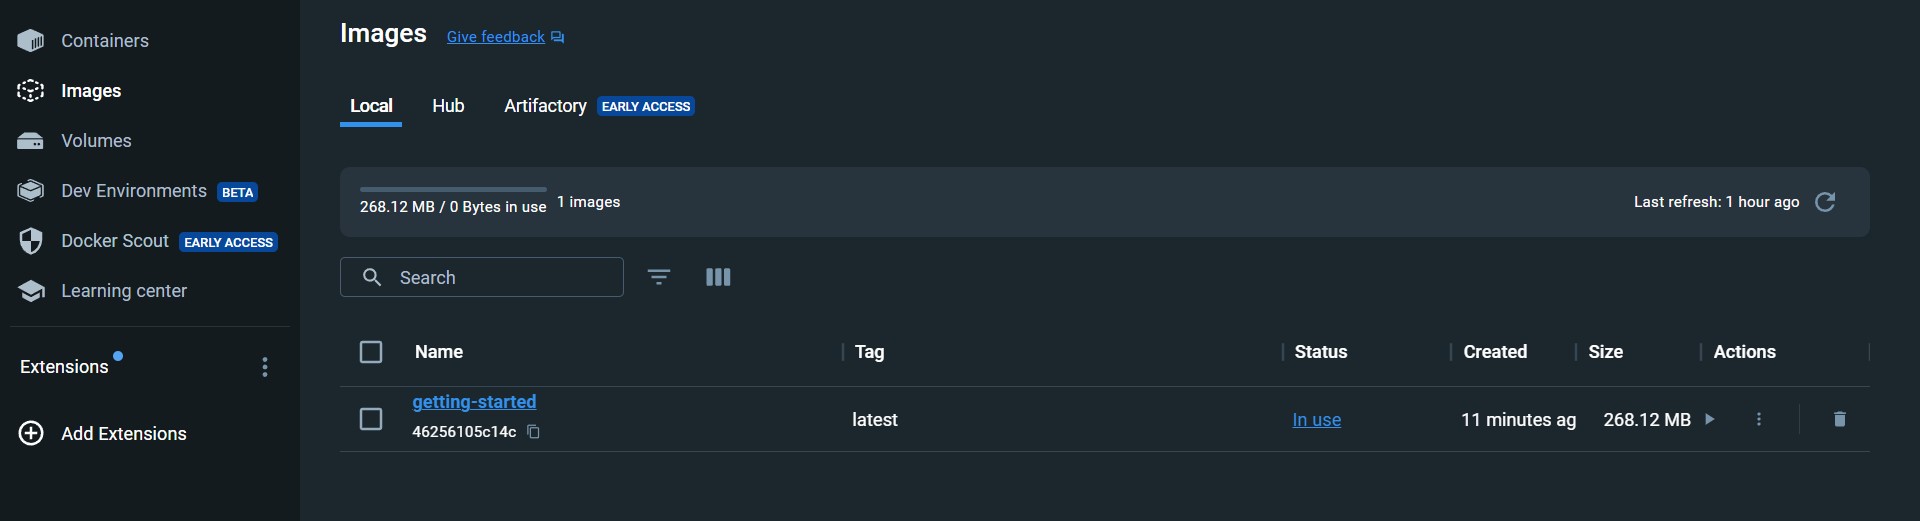 Containers
Images
Volumes
Dev Environments BETA
Docker Scout EARLY ACCESS
Learning center
Extensions
Add Extensions
Images Give feedback
Local Hub Artifactory EARLY ACCESS
268.12 MB / 0 Bytes in use 1 images Last refresh: 1 hour ago
Search
Name Tag Status Created Size Actions
getting-started
46256105c14c
latest In use 11 minutes ag 268.12 MB